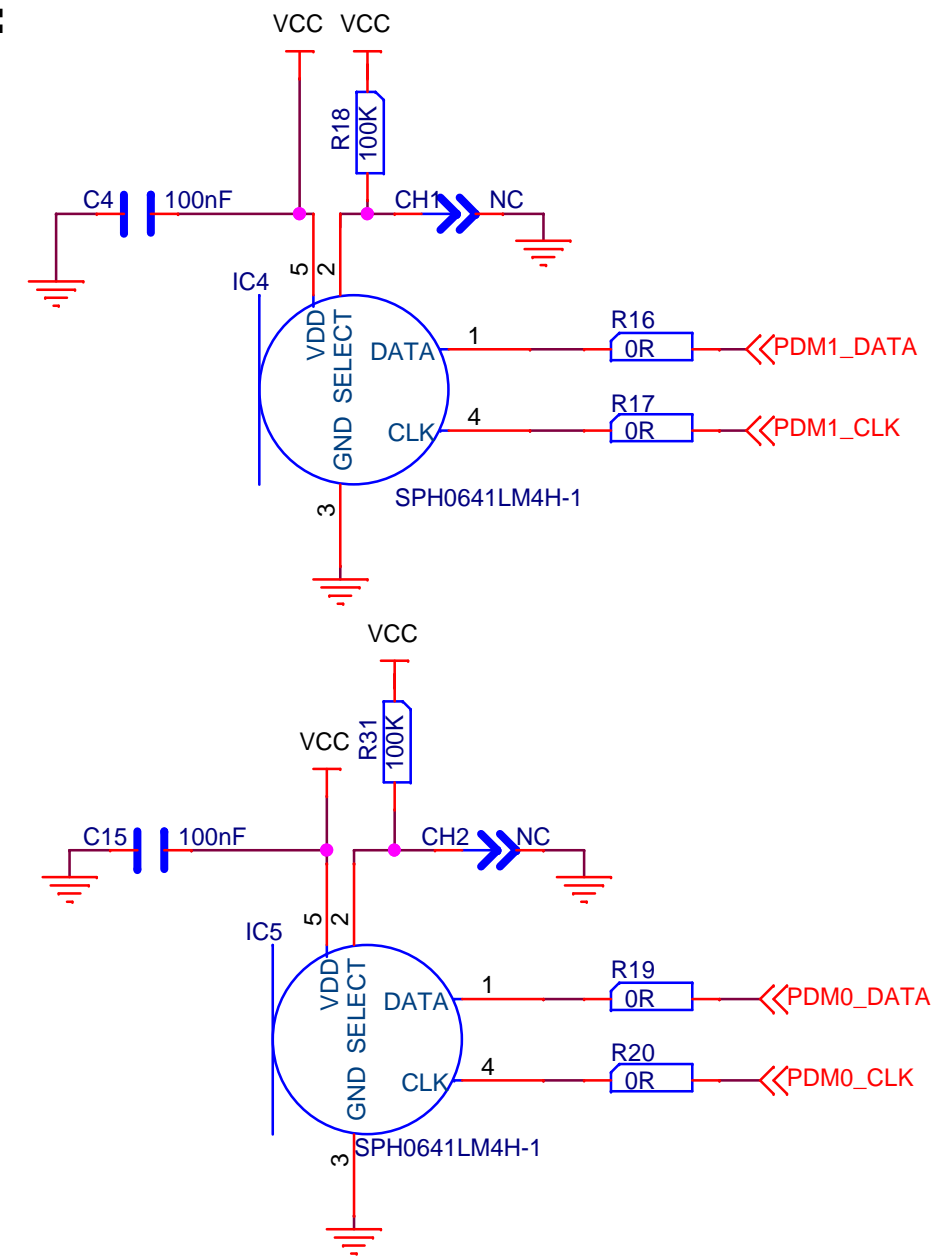 :
VCC VCC
R18
100K
C4 100nF
CH1 NC
5 2
IC4
VDD
SELECT
GND
DATA
CLK
1
4
3
R16
0R
PDM1_DATA
R17
0R
PDM1_CLK
SPH0641LM4H-1
VCC
R31
100K
VCC
C15 100nF
CH2 NC
5 2
IC5
VDD
SELECT
GND
DATA
CLK
1
4
3
R19
0R
PDM0_DATA
R20
0R
PDM0_CLK
SPH0641LM4H-1